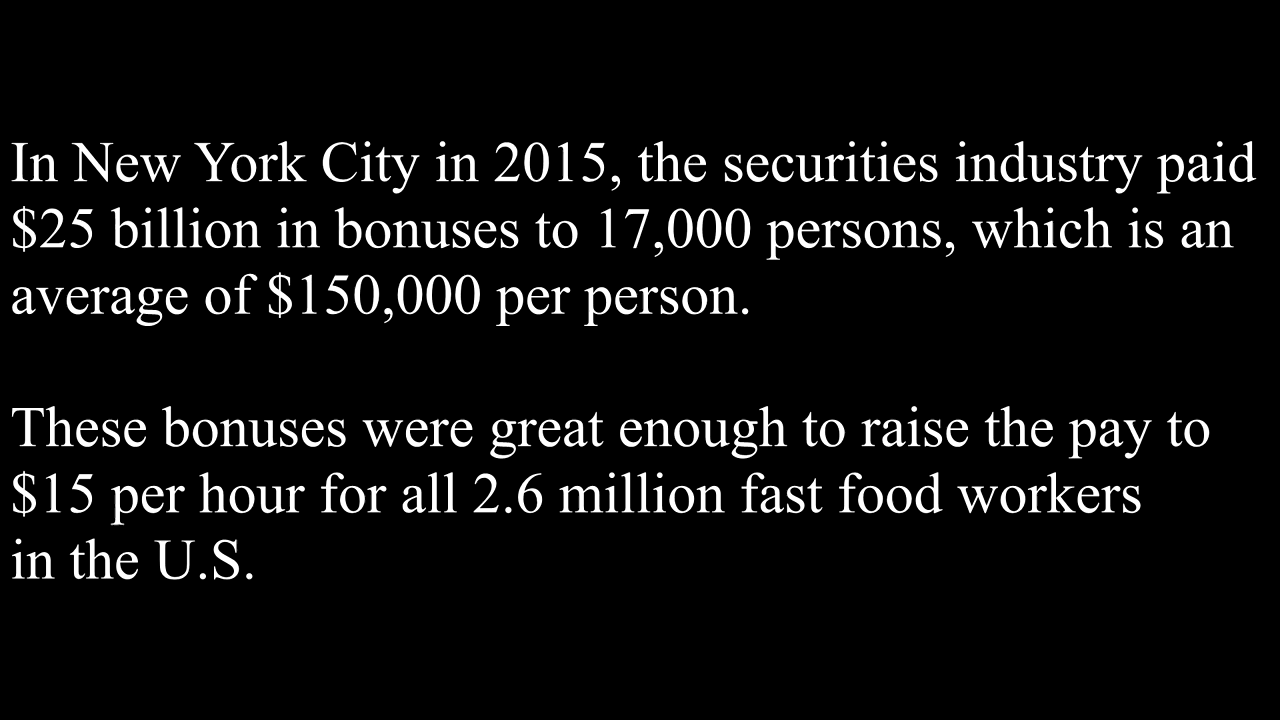 In New York City in 2015, the securities industry paid
$25 billion in bonuses to 17,000 persons, which is an
average of $150,000 per person.
These bonuses were great enough to raise the pay to
$15 per hour for all 2.6 million fast food workers
in the U.S.